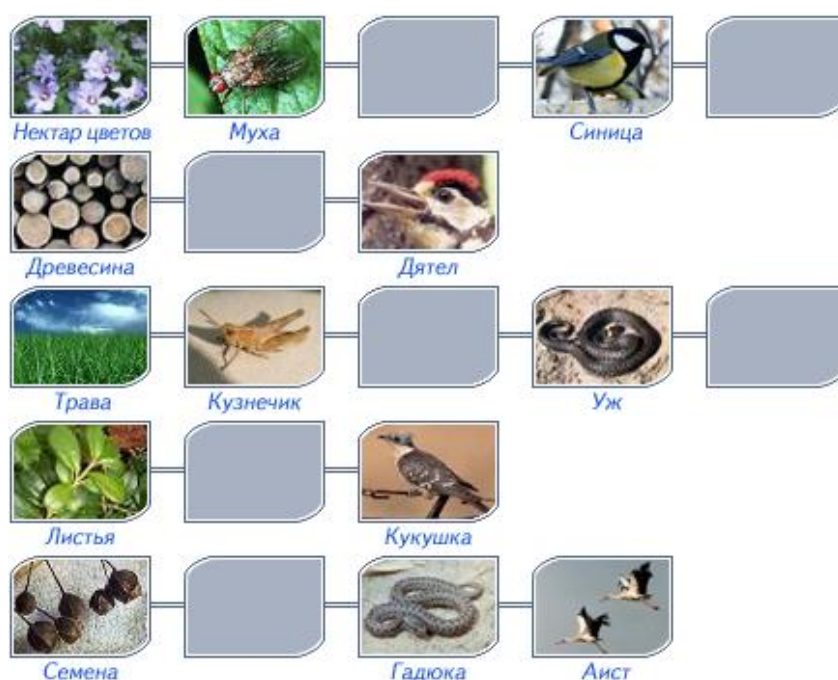 Нектар цветов Муха Синица
Древесина Дятел
Трава Кузнечик Уж
Листья Кукушка
Семена Гадюка Аист